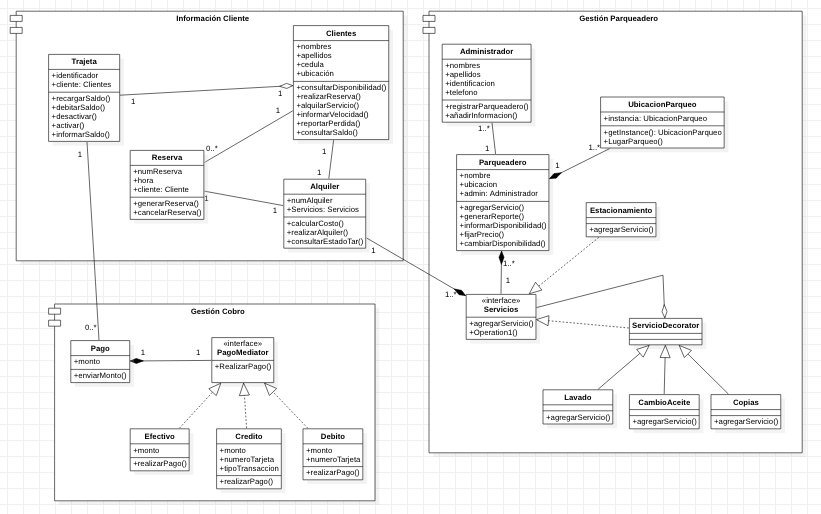 Información Cliente
Trajeta
+identificador
+cliente: Clientes
+recargarSaldo()
+debitarSaldo()
+desactivar()
+activar()
+informarSaldo()
Clientes
+nombres
+apellidos
+cedula
+ubicación
+consultarDisponibilidad()
+realizarReserva()
+alquilarServicio()
+informarVelocidad()
+reportarPerdida()
+consultarSaldo()
1
1
1
0..*
Reserva
+numReserva
+hora
+cliente: Cliente
+generarReserva()
+cancelarReserva()
1
1
1
1
Alquiler
+numAlquiler
+Servicios: Servicios
+calcularCosto()
+realizarAlquiler()
+consultarEstadoTar()
1
1
0..*
Gestión Cobro
Pago
+monto
+enviarMonto()
1
1
«interface»
PagoMediator
+RealizarPago()
Efectivo
+monto
+realizarPago()
Credito
+monto
+numeroTarjeta
+tipoTransaccion
+realizarPago()
Debito
+monto
+numeroTarjeta
+realizarPago()
Gestión Parqueadero
Administrador
+nombres
+apellidos
+identificacion
+telefono
+registrarParqueadero()
+añadirInformacion()
1..*
1
UbicacionParqueo
+instancia: UbicacionParqueo
+getInstance(): UbicacionParqueo
+LugarParqueo()
1..*
1
Parqueadero
+nombre
+ubicacion
+admin: Administrador
+agregarServicio()
+generarReporte()
+informarDisponibilidad()
+fijarPrecio()
+cambiarDisponibilidad()
1..*
1
1..*
Estacionamiento
+agregarServicio()
«interface»
Servicios
+agregarServicio()
+Operation1()
ServicioDecorator
Lavado
+agregarServicio()
CambioAceite
+agregarServicio()
Copias
+agregarServicio()